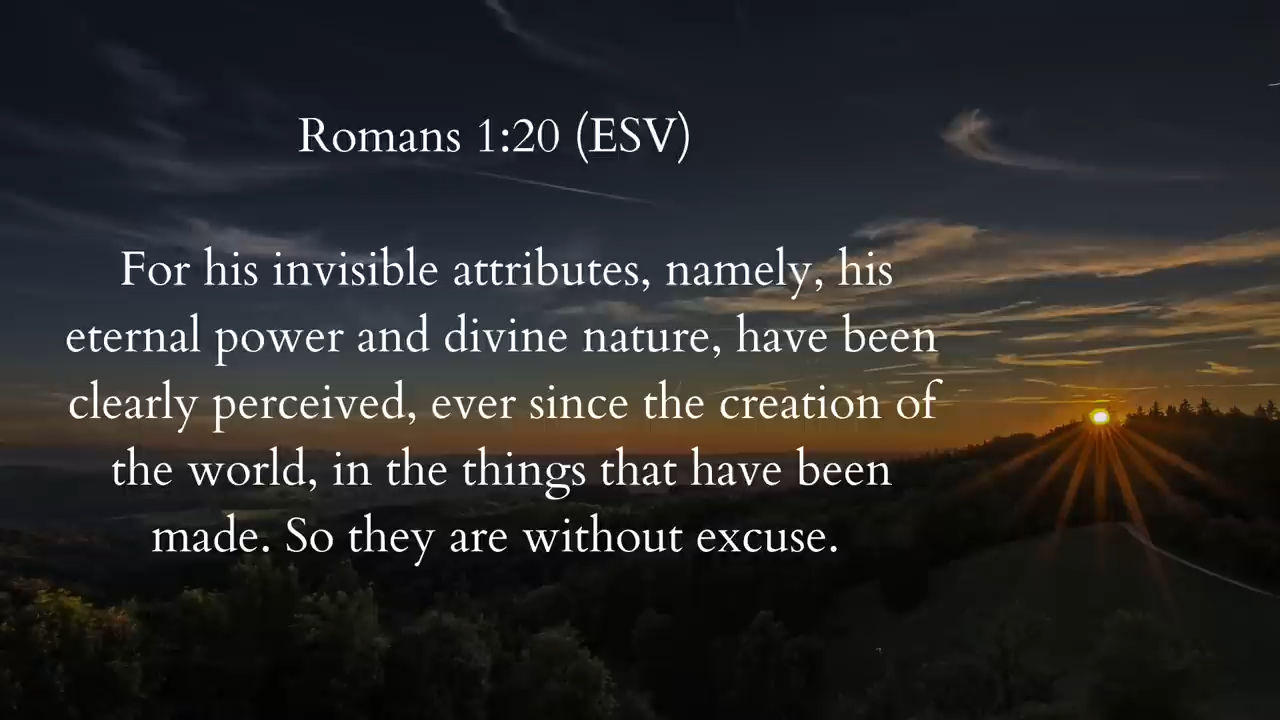 Romans 1:20 (ESV)
For his invisible attributes, namely, his
eternal power and divine nature, have been
clearly perceived, ever since the creation of
the world, in the things that have been
made. So they are without excuse.